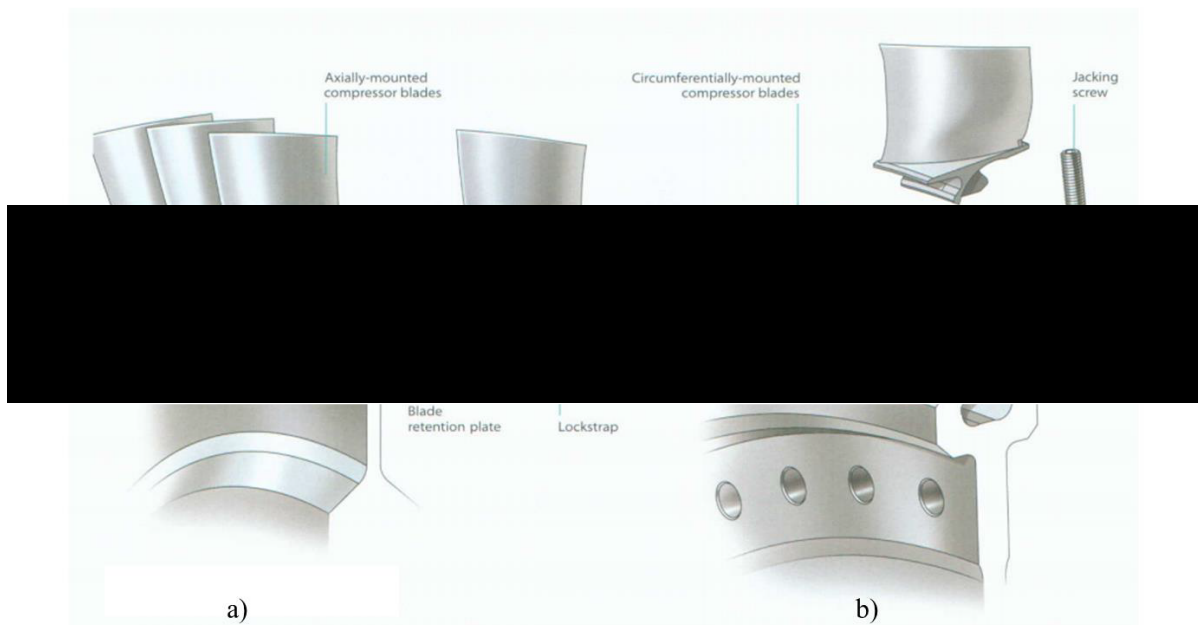 Axially-mounted
compressor blades
Circumferentially-mounted
compressor blades
Jacking
screw
Blade
retention plate
Lockstrap
a)
b)